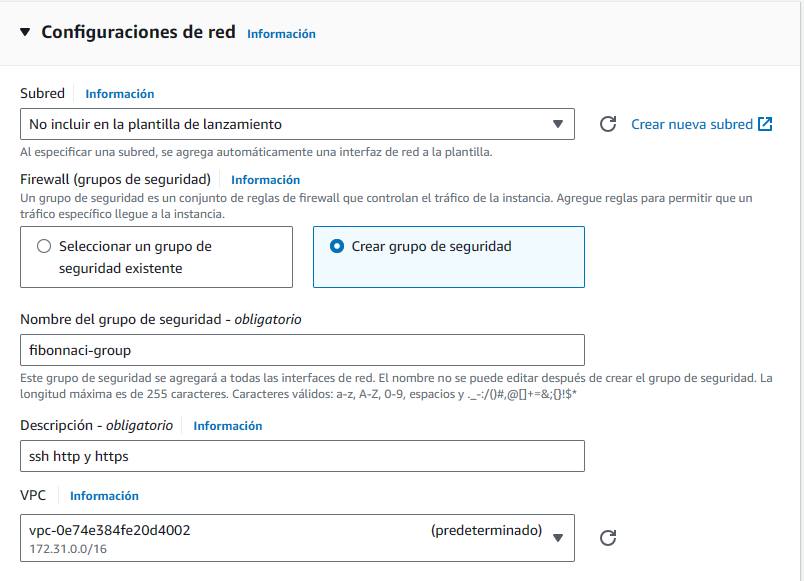 Configuraciones de red Información
Subred Información
No incluir en la plantilla de lanzamiento
Crear nueva subred
Al especificar una subred, se agrega automáticamente una interfaz de red a la plantilla.
Firewall (grupos de seguridad) Información
Un grupo de seguridad es un conjunto de reglas de firewall que controlan el tráfico de la instancia. Agregue reglas para permitir que un
tráfico específico llegue a la instancia.
Seleccionar un grupo de
seguridad existente
Crear grupo de seguridad
Nombre del grupo de seguridad - obligatorio
fibonnaci-group
Este grupo de seguridad se agregará a todas las interfaces de red. El nombre no se puede editar después de crear el grupo de seguridad. La
longitud máxima es de 255 caracteres. Caracteres válidos: a-z, A-Z, 0-9, espacios y ._-:/()#,@[]+=&;{}!$*
Descripción - obligatorio Información
ssh http y https
VPC Información
vpc-0e74e384fe20d4002 (predeterminado)
172.31.0.0/16